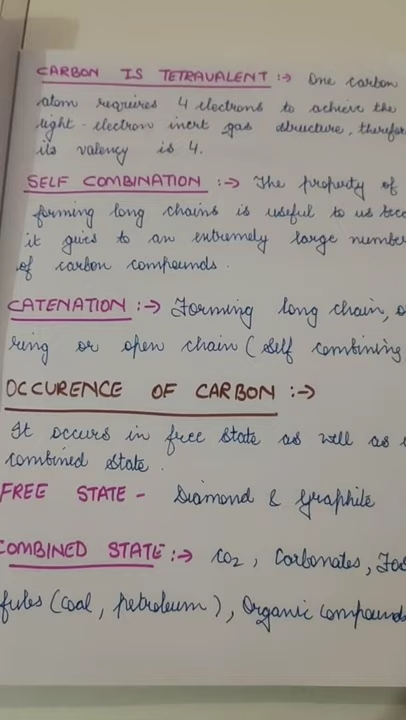 CARBON IS TETRAVALENT :→ One carbon
atom requires 4 electrons to achieve the
eight-electron inert gas structure, therefor
its valency is 4.
SELF COMBINATION :→ The property of
forming long chains is useful to us bec
it gives to an extremely large number
of carbon compounds.
CATENATION :→ Forming long chain, o
ring or open chain (self combining
OCCURENCE OF CARBON :→
It occurs in free state as well as i
combined state.
FREE STATE - Diamond & Graphite
COMBINED STATE :→ CO₂, Carbonates, Fos
fules (coal, petroleum), Organic compounds